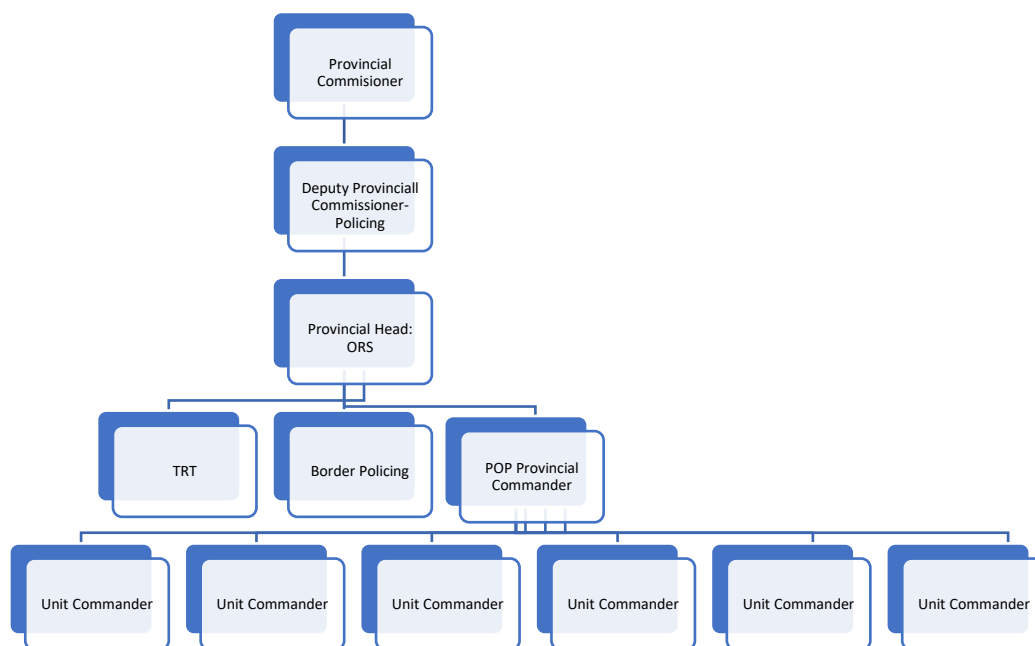 Provincial
Commisioner
Deputy Provinciall
Commissioner-
Policing
Provincial Head:
ORS
TRT
Border Policing
POP Provincial
Commander
Unit Commander
Unit Commander
Unit Commander
Unit Commander
Unit Commander
Unit Commander